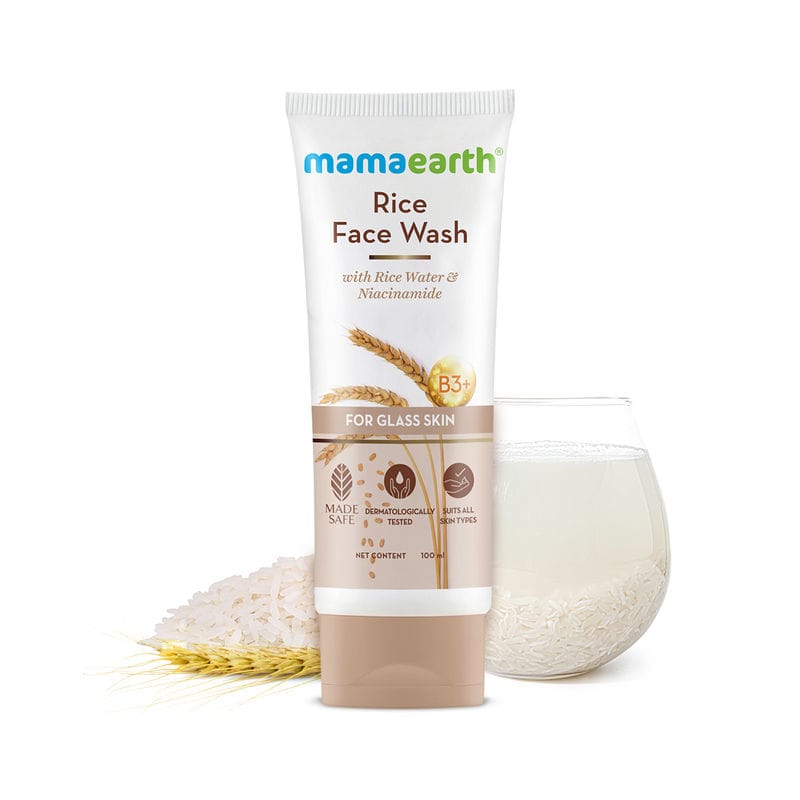 mamaearth®
Rice
Face Wash
with Rice Water &
Niacinamide
B3+
FOR GLASS SKIN
MADE
SAFE
DERMATOLOGICALLY
TESTED
SUITS ALL
SKIN TYPES
NET CONTENT 100 ml